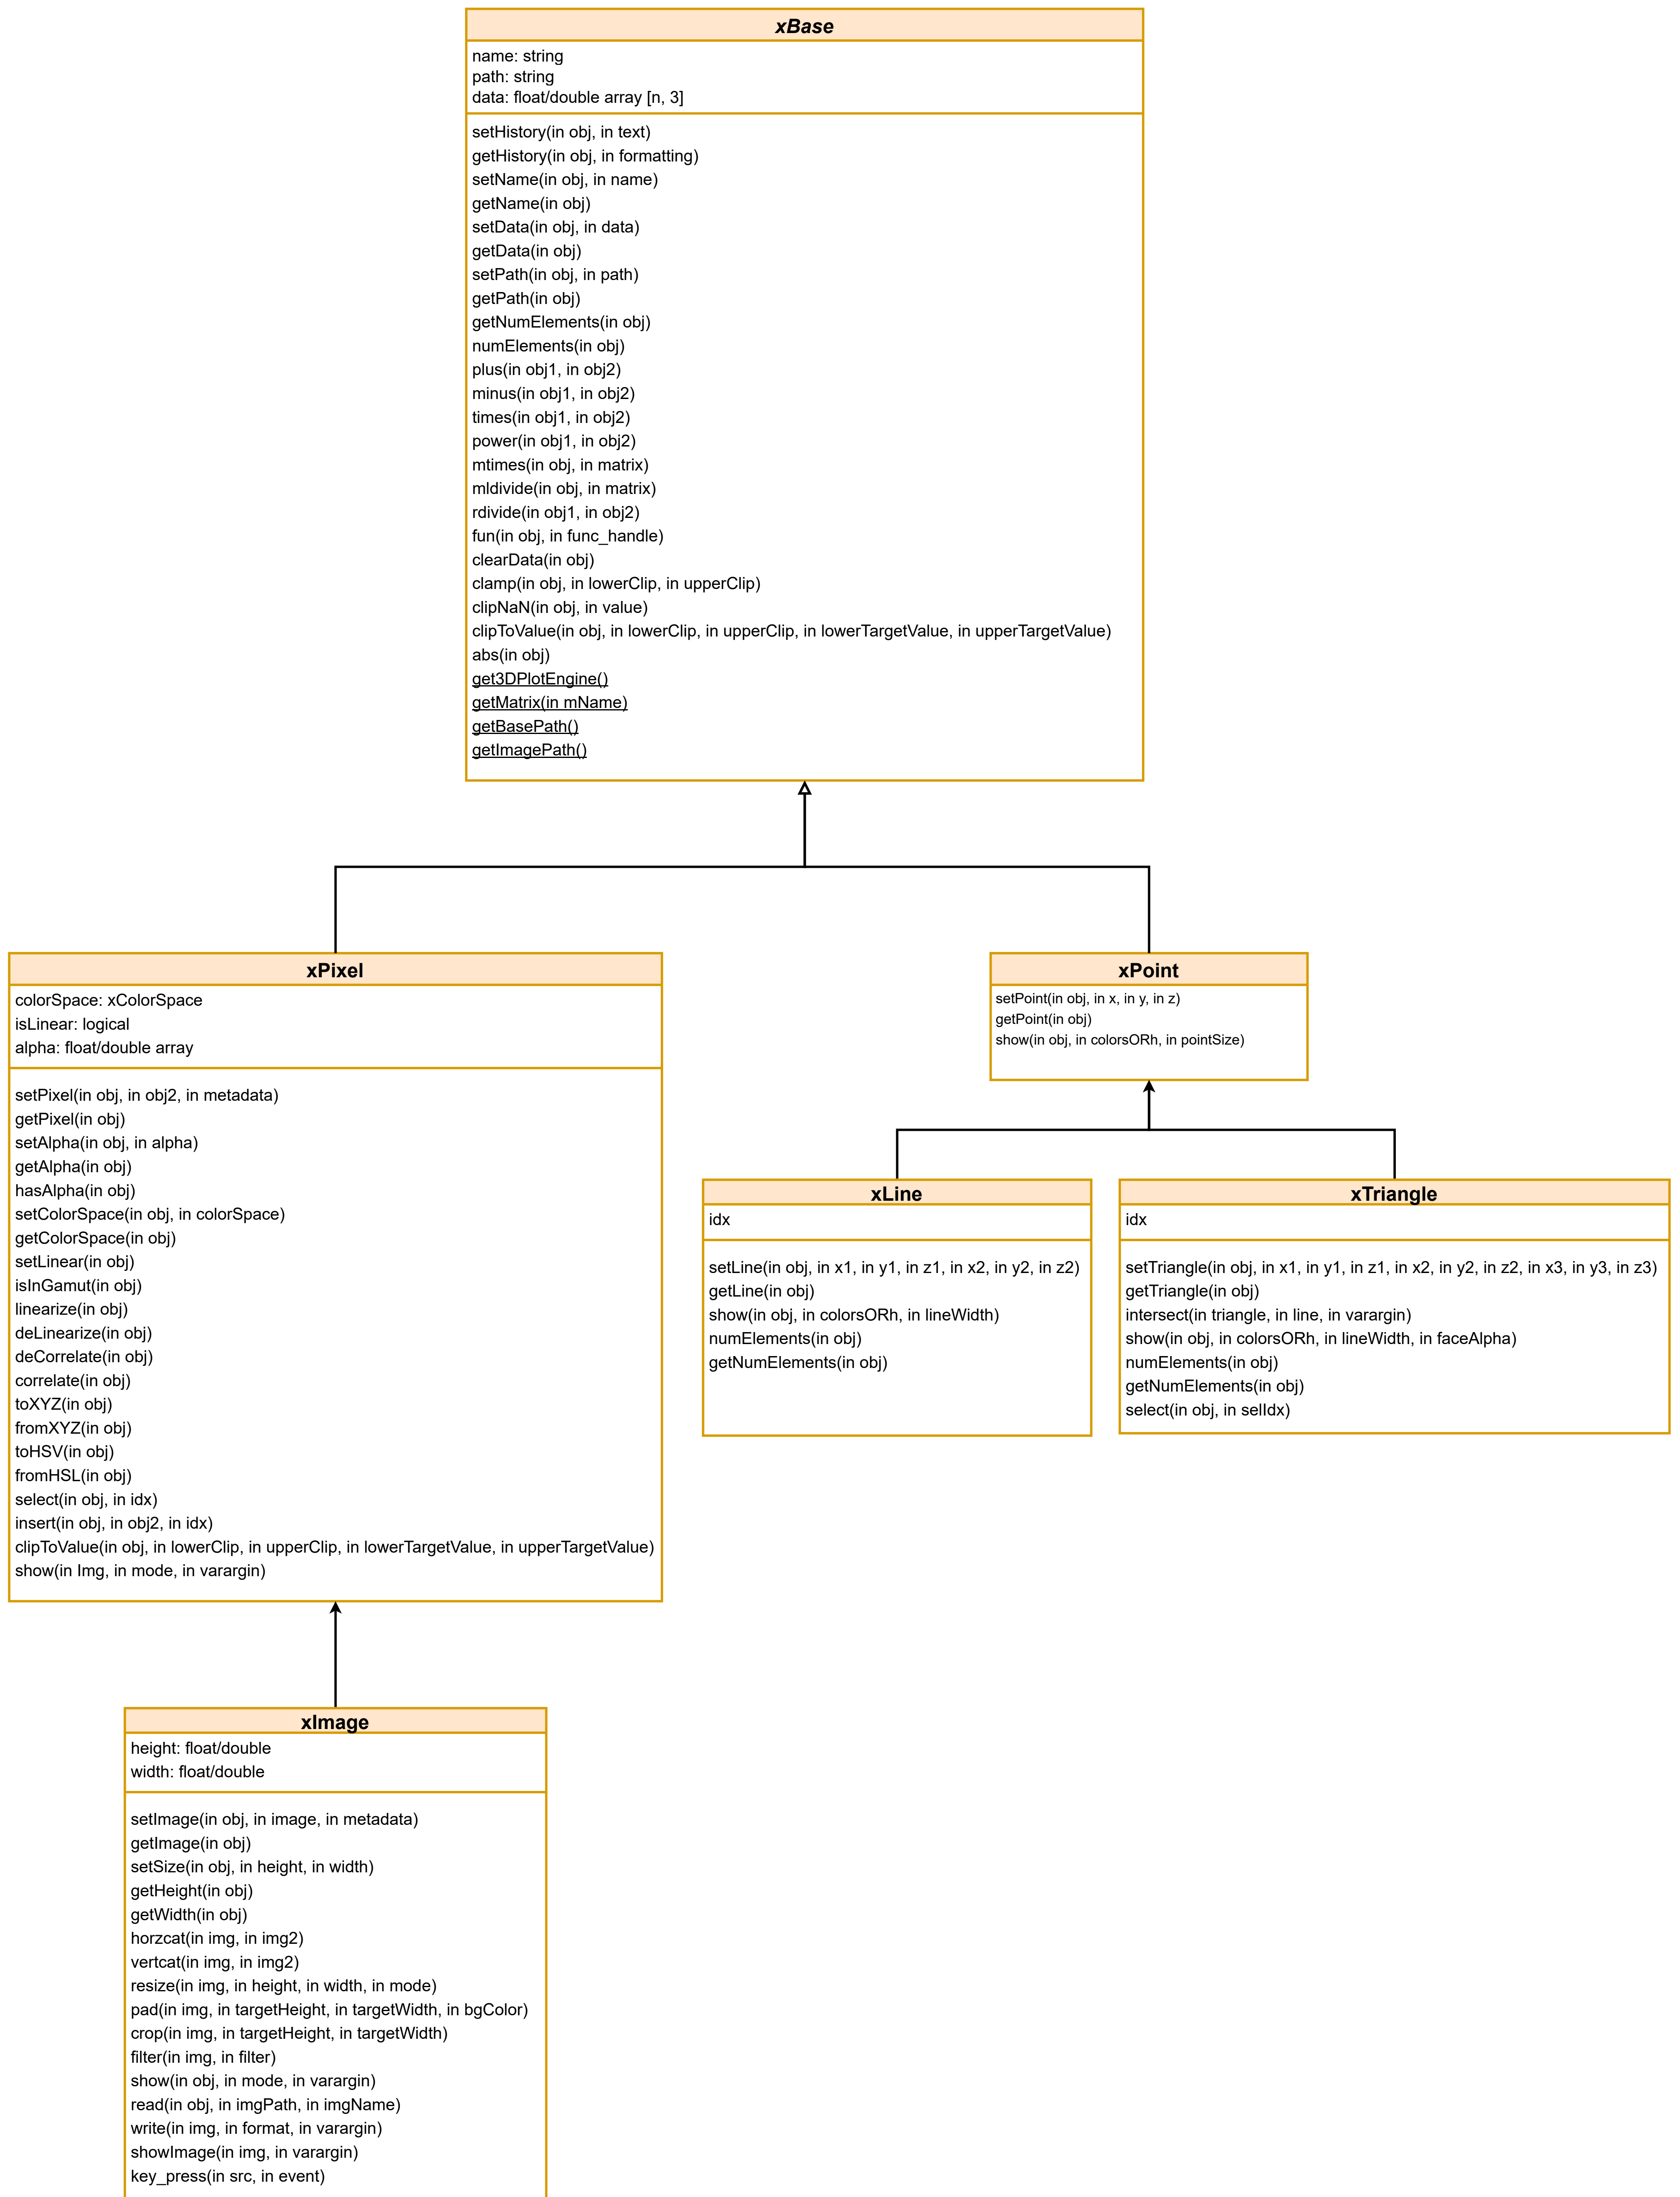 xBase
name: string
path: string
data: float/double array [n, 3]
setHistory(in obj, in text)
getHistory(in obj, in formatting)
setName(in obj, in name)
getName(in obj)
setData(in obj, in data)
getData(in obj)
setPath(in obj, in path)
getPath(in obj)
getNumElements(in obj)
numElements(in obj)
plus(in obj1, in obj2)
minus(in obj1, in obj2)
times(in obj1, in obj2)
power(in obj1, in obj2)
mtimes(in obj, in matrix)
mldivide(in obj, in matrix)
rdivide(in obj1, in obj2)
fun(in obj, in func_handle)
clearData(in obj)
clamp(in obj, in lowerClip, in upperClip)
clipNaN(in obj, in value)
clipToValue(in obj, in lowerClip, in upperClip, in lowerTargetValue, in upperTargetValue)
abs(in obj)
get3DPlotEngine()
getMatrix(in mName)
getBasePath()
getImagePath()
xPixel
colorSpace: xColorSpace
isLinear: logical
alpha: float/double array
setPixel(in obj, in obj2, in metadata)
getPixel(in obj)
setAlpha(in obj, in alpha)
getAlpha(in obj)
hasAlpha(in obj)
setColorSpace(in obj, in colorSpace)
getColorSpace(in obj)
setLinear(in obj)
isInGamut(in obj)
linearize(in obj)
deLinearize(in obj)
deCorrelate(in obj)
correlate(in obj)
toXYZ(in obj)
fromXYZ(in obj)
toHSV(in obj)
fromHSL(in obj)
select(in obj, in idx)
insert(in obj, in obj2, in idx)
clipToValue(in obj, in lowerClip, in upperClip, in lowerTargetValue, in upperTargetValue)
show(in Img, in mode, in varargin)
xPoint
setPoint(in obj, in x, in y, in z)
getPoint(in obj)
show(in obj, in colorsORh, in pointSize)
xLine
idx
setLine(in obj, in x1, in y1, in z1, in x2, in y2, in z2)
getLine(in obj)
show(in obj, in colorsORh, in lineWidth)
numElements(in obj)
getNumElements(in obj)
xTriangle
idx
setTriangle(in obj, in x1, in y1, in z1, in x2, in y2, in z2, in x3, in y3, in z3)
getTriangle(in obj)
intersect(in triangle, in line, in varargin)
show(in obj, in colorsORh, in lineWidth, in faceAlpha)
numElements(in obj)
getNumElements(in obj)
select(in obj, in selIdx)
xImage
height: float/double
width: float/double
setImage(in obj, in image, in metadata)
getImage(in obj)
setSize(in obj, in height, in width)
getHeight(in obj)
getWidth(in obj)
horzcat(in img, in img2)
vertcat(in img, in img2)
resize(in img, in height, in width, in mode)
pad(in img, in targetHeight, in targetWidth, in bgColor)
crop(in img, in targetHeight, in targetWidth)
filter(in img, in filter)
show(in obj, in mode, in varargin)
read(in obj, in imgPath, in imgName)
write(in img, in format, in varargin)
showImage(in img, in varargin)
key_press(in src, in event)